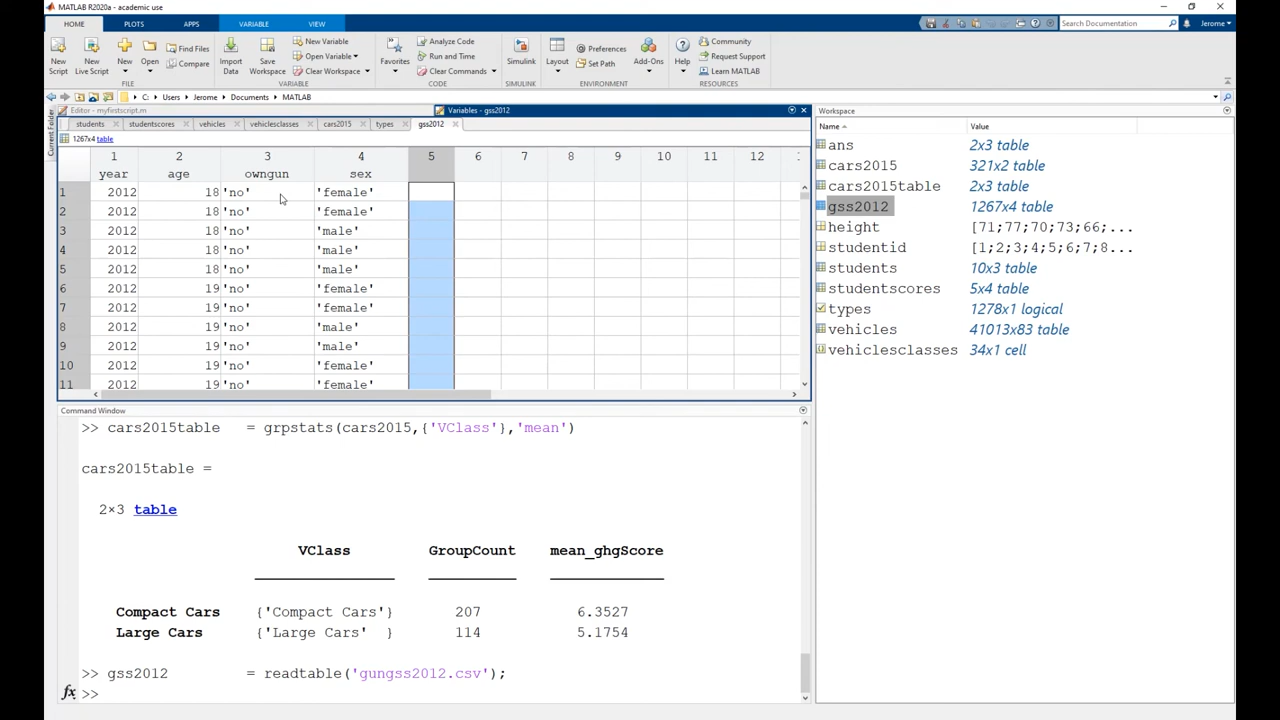 MATLAB R2020a - academic use
HOME PLOTS APPS VARIABLE VIEW Search Documentation Jerome
New Script New Live Script New Open Find Files Compare Import Data Save Workspace New Variable Open Variable Clear Workspace Favorites Analyze Code Run and Time Clear Commands Simulink Layout Preferences Set Path Add-Ons Help Community Request Support Learn MATLAB
FILE VARIABLE CODE SIMULINK ENVIRONMENT RESOURCES
C: Users Jerome Documents MATLAB
Current Folder
Editor - myfirstscript.m Variables - gss2012
students studentscores vehicles vehiclesclasses cars2015 types gss2012
1267x4 table
1 2 3 4 5 6 7 8 9 10 11 12 1
year age owngun sex
1 2012 18 'no' 'female'
2 2012 18 'no' 'female'
3 2012 18 'no' 'male'
4 2012 18 'no' 'male'
5 2012 18 'no' 'male'
6 2012 19 'no' 'female'
7 2012 19 'no' 'female'
8 2012 19 'no' 'male'
9 2012 19 'no' 'male'
10 2012 19 'no' 'female'
11 2012 19 'no' 'female'
Command Window
>> cars2015table = grpstats(cars2015,{'VClass'},'mean')
cars2015table =
2×3 table
VClass GroupCount mean_ghgScore
Compact Cars {'Compact Cars'} 207 6.3527
Large Cars {'Large Cars' } 114 5.1754
>> gss2012 = readtable('gungss2012.csv');
fx >>
Workspace
Name Value
ans 2x3 table
cars2015 321x2 table
cars2015table 2x3 table
gss2012 1267x4 table
height [71;77;70;73;66;...
studentid [1;2;3;4;5;6;7;8...
students 10x3 table
studentscores 5x4 table
types 1278x1 logical
vehicles 41013x83 table
vehiclesclasses 34x1 cell